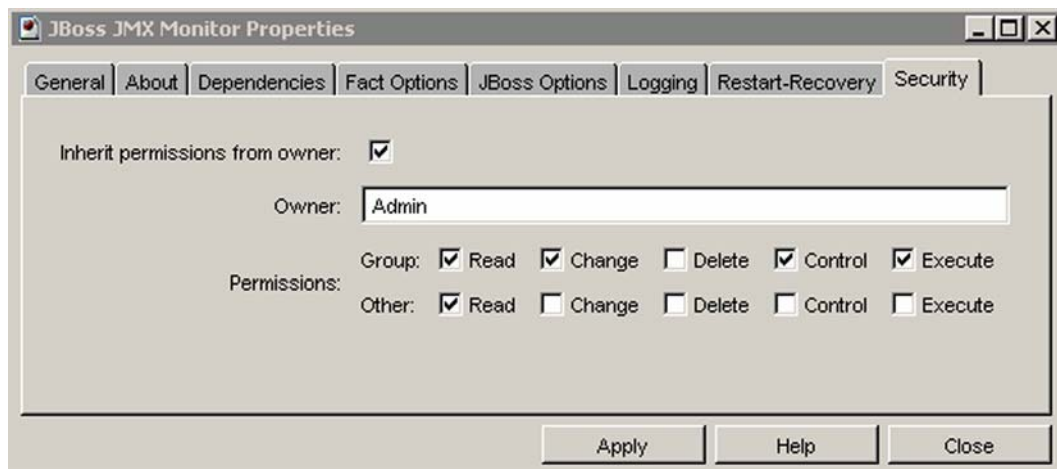 JBoss JMX Monitor Properties
General About Dependencies Fact Options JBoss Options Logging Restart-Recovery Security
Inherit permissions from owner:
Owner: Admin
Permissions:
Group: Read Change Delete Control Execute
Other: Read Change Delete Control Execute
Apply Help Close